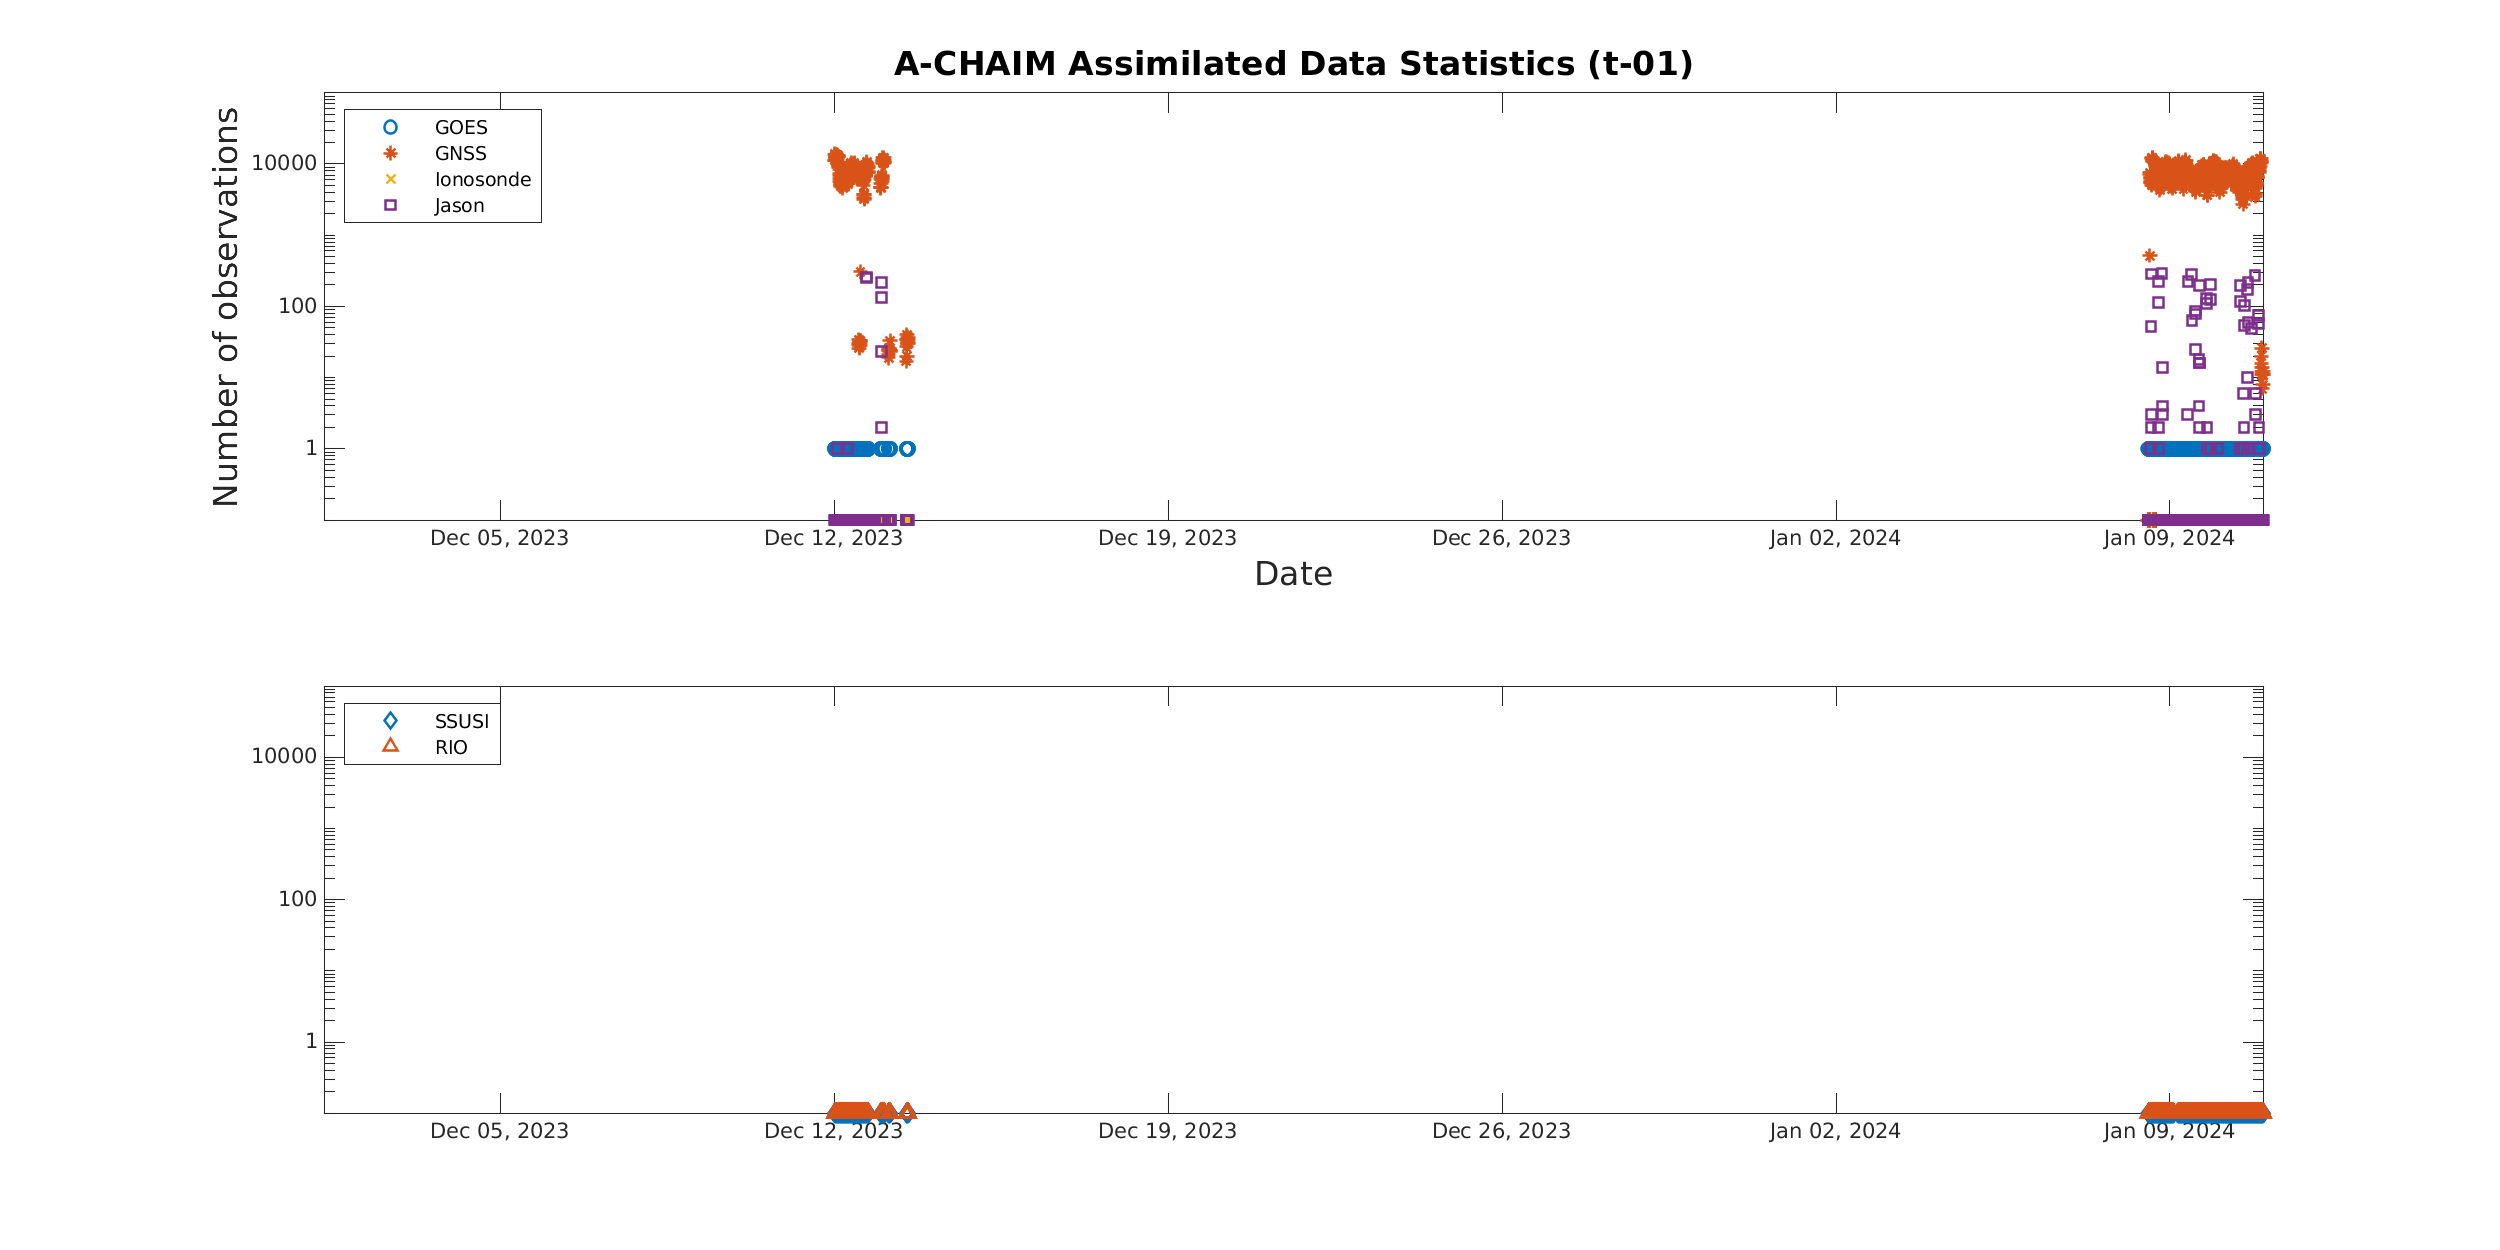 A-CHAIM Assimilated Data Statistics (t-01)
Number of observations
GOES
GNSS
Ionosonde
Jason
10000
100
1
Dec 05, 2023 Dec 12, 2023 Dec 19, 2023 Dec 26, 2023 Jan 02, 2024 Jan 09, 2024
Date
SSUSI
RIO
10000
100
1
Dec 05, 2023 Dec 12, 2023 Dec 19, 2023 Dec 26, 2023 Jan 02, 2024 Jan 09, 2024